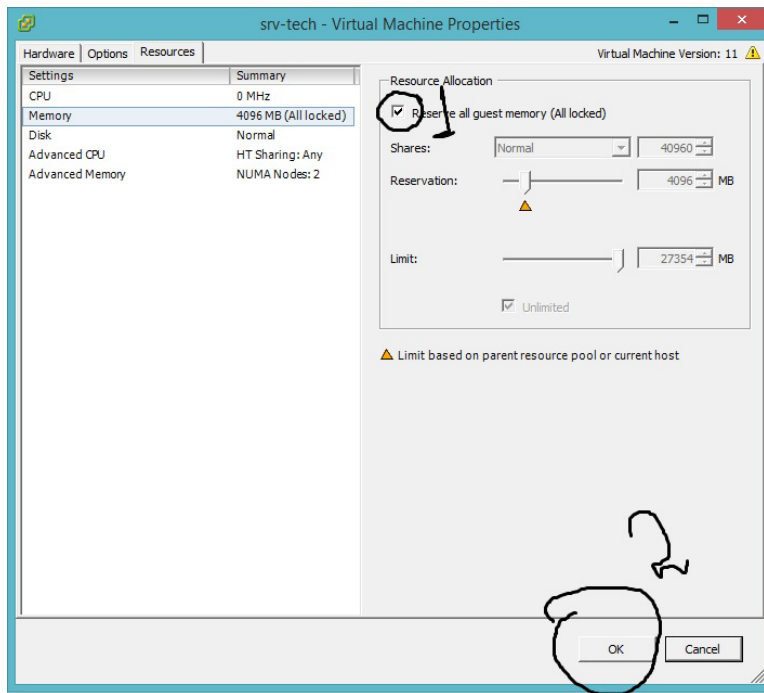 srv-tech - Virtual Machine Properties
Hardware Options Resources
Virtual Machine Version: 11
Settings Summary
CPU 0 MHz
Memory 4096 MB (All locked)
Disk Normal
Advanced CPU HT Sharing: Any
Advanced Memory NUMA Nodes: 2
Resource Allocation
Reserve all guest memory (All locked)
1
Shares: Normal 40960
Reservation: 4096 MB
Limit: 27354 MB
Unlimited
Limit based on parent resource pool or current host
2
OK Cancel